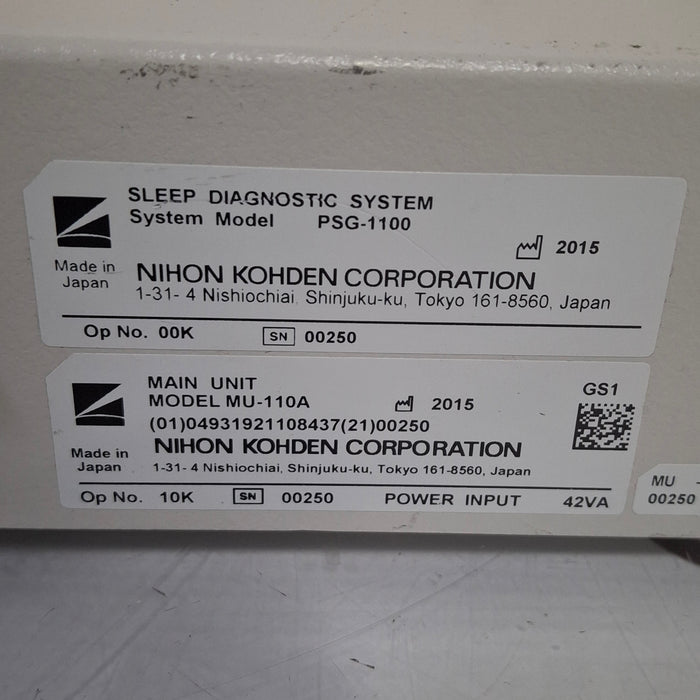 SLEEP DIAGNOSTIC SYSTEM
System Model PSG-1100
2015
Made in
Japan
NIHON KOHDEN CORPORATION
1-31- 4 Nishiochiai, Shinjuku-ku, Tokyo 161-8560, Japan
Op No. 00K SN 00250
MAIN UNIT
MODEL MU-110A 2015
GS1
(01)04931921108437(21)00250
Made in
Japan
NIHON KOHDEN CORPORATION
1-31- 4 Nishiochiai, Shinjuku-ku, Tokyo 161-8560, Japan
Op No. 10K SN 00250 POWER INPUT 42VA
MU -
00250